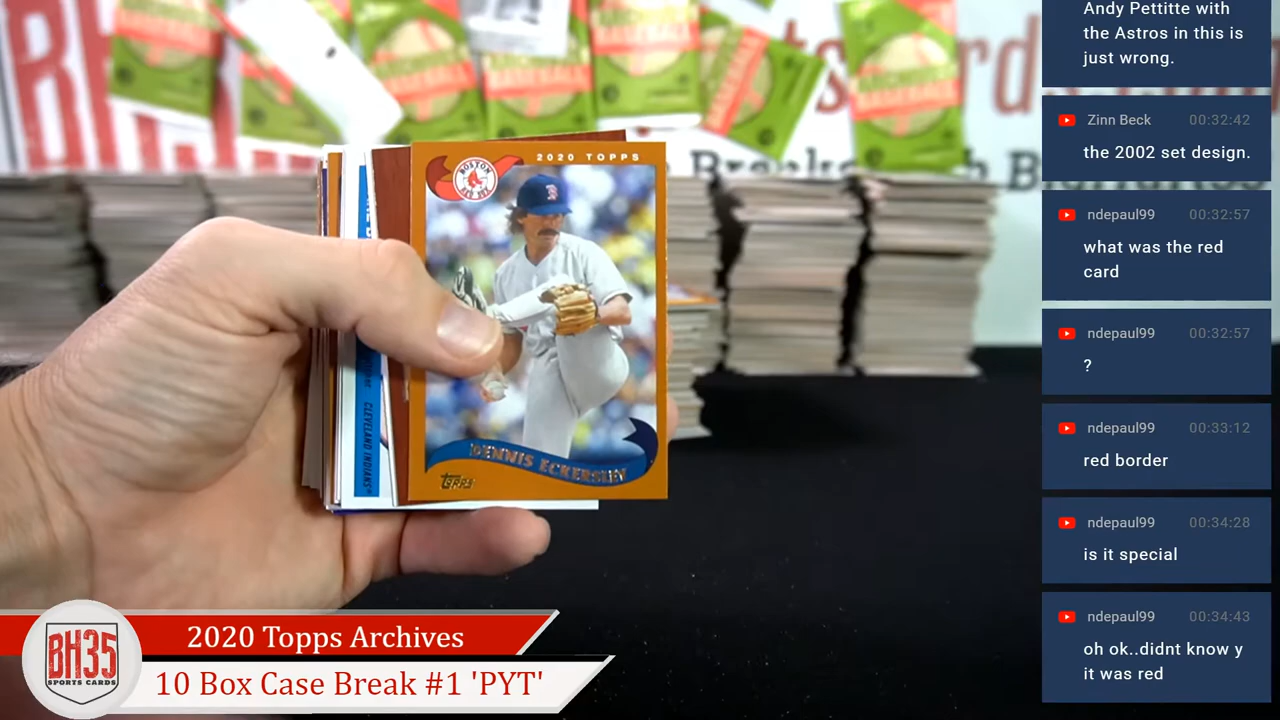 2020 TOPPS
BOSTON
RED SOX
B
DENNIS ECKERSLEY
TOPPS
CLEVELAND INDIANS®
BASEBALL
BH35
SPORTS CARDS
2020 Topps Archives
10 Box Case Break #1 'PYT'
Andy Pettitte with
the Astros in this is
just wrong.
Zinn Beck 00:32:42
the 2002 set design.
ndepaul99 00:32:57
what was the red
card
ndepaul99 00:32:57
?
ndepaul99 00:33:12
red border
ndepaul99 00:34:28
is it special
ndepaul99 00:34:43
oh ok..didnt know y
it was red